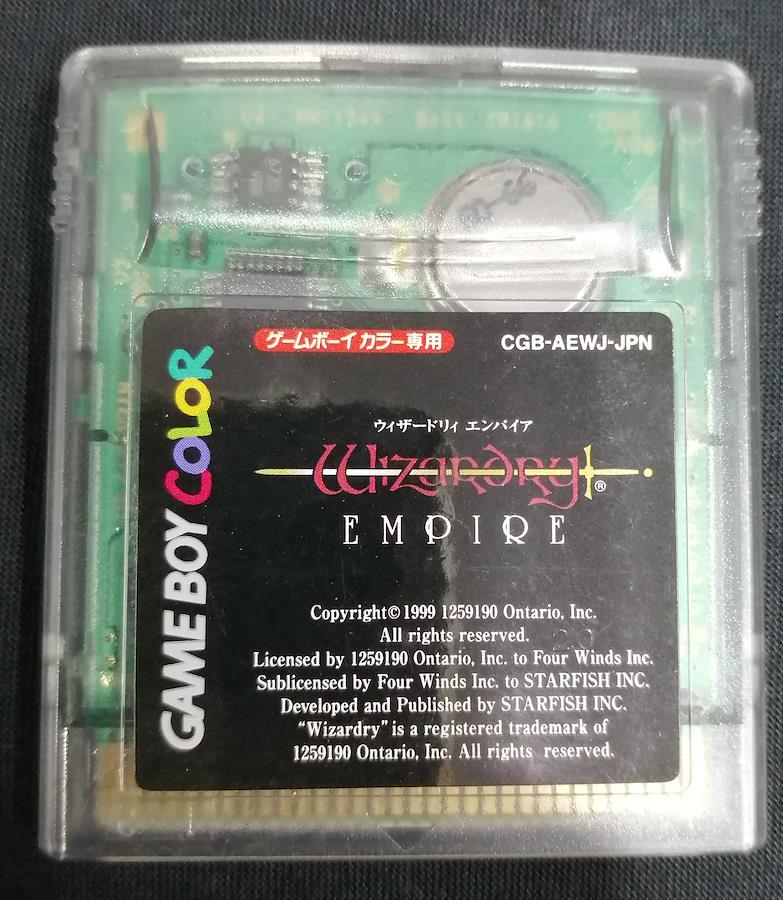 ゲームボーイカラー専用
CGB-AEWJ-JPN
GAME BOY COLOR
ウィザードリィ エンパイア
Wizardry®
EMPIRE
Copyright© 1999 1259190 Ontario, Inc.
All rights reserved.
Licensed by 1259190 Ontario, Inc. to Four Winds Inc.
Sublicensed by Four Winds Inc. to STARFISH INC.
Developed and Published by STARFISH INC.
“Wizardry” is a registered trademark of
1259190 Ontario, Inc. All rights reserved.